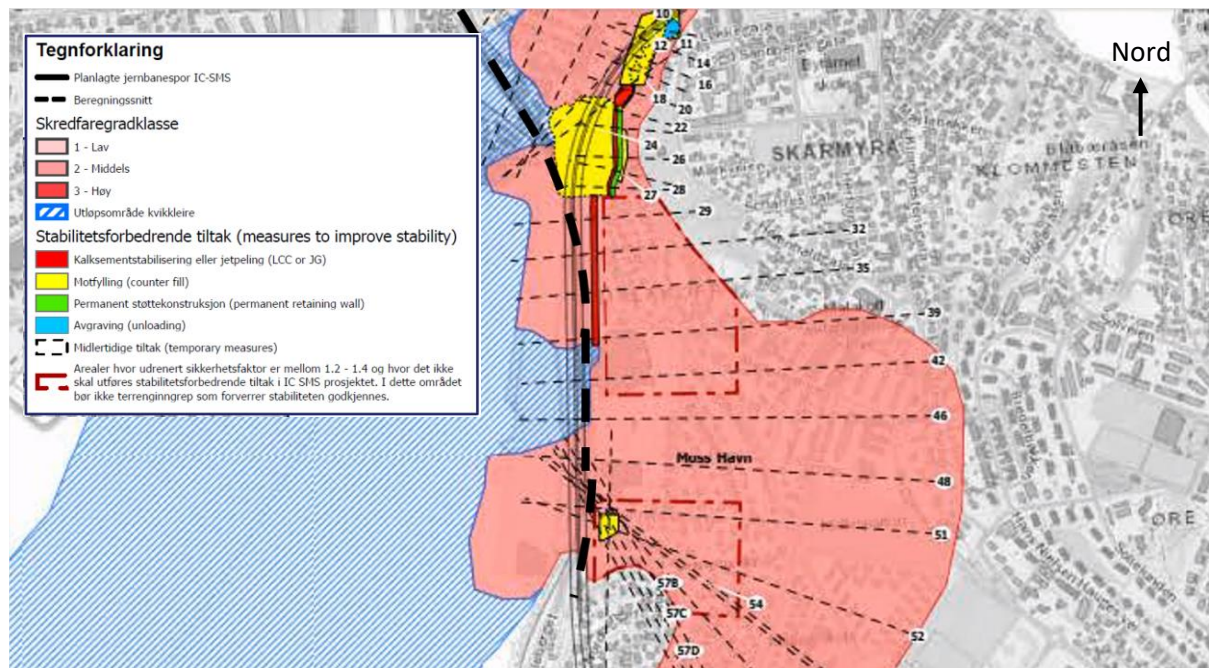 Tegnforklaring
Planlagte jernbanespor IC-SMS
Beregningssnitt
Skredfaregradklasse
1 - Lav
2 - Middels
3 - Høy
Utløpsområde kvikkleire
Stabilitetsforbedrende tiltak (measures to improve stability)
Kalksementstabilisering eller jetpeling (LCC or JG)
Motfylling (counter fill)
Permanent støttekonstruksjon (permanent retaining wall)
Avgraving (unloading)
Midlertidige tiltak (temporary measures)
Arealer hvor udrenert sikkerhetsfaktor er mellom 1.2 - 1.4 og hvor det ikke
skal utføres stabilitetsforbedrende tiltak i IC SMS prosjektet. I dette området
bør ikke terrenginngrep som forverrer stabiliteten godkjennes.
Nord
10
11
12
14
16
18
20
22
24
26
27
28
29
32
35
39
42
46
48
51
52
54
57B
57C
57D
SKARMYRA
KLOMMESTEN
Blåbæråsen
Moss Havn
ORE